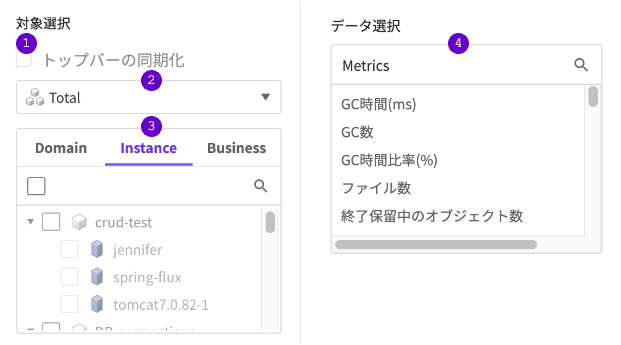 対象選択
1
トップバーの同期化
2
Total
3
Domain Instance Business
crud-test
jennifer
spring-flux
tomcat7.0.82-1
DB connections
データ選択
4
Metrics
GC時間(ms)
GC数
GC時間比率(%)
ファイル数
終了保留中のオブジェクト数